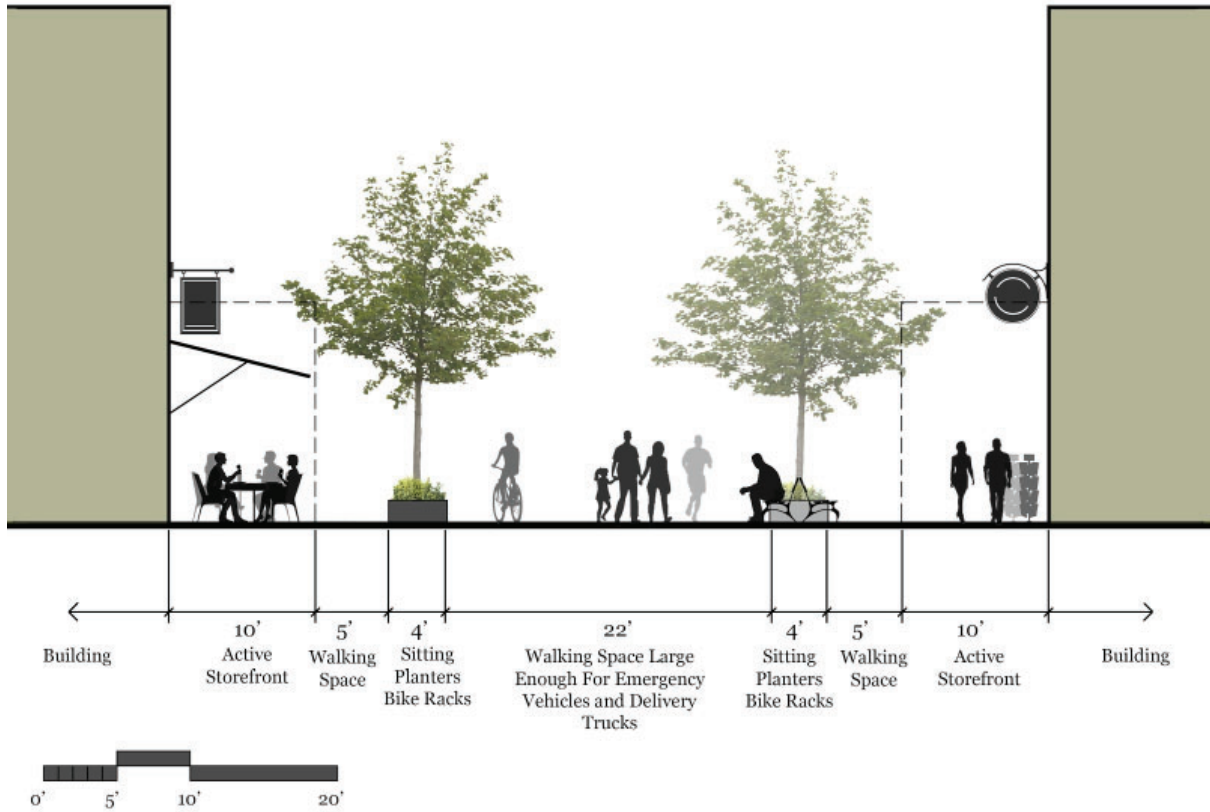 Building
10’
Active
Storefront
5’
Walking
Space
4’
Sitting
Planters
Bike Racks
22’
Walking Space Large
Enough For Emergency
Vehicles and Delivery
Trucks
4’
Sitting
Planters
Bike Racks
5’
Walking
Space
10’
Active
Storefront
Building
0’ 5’ 10’ 20’